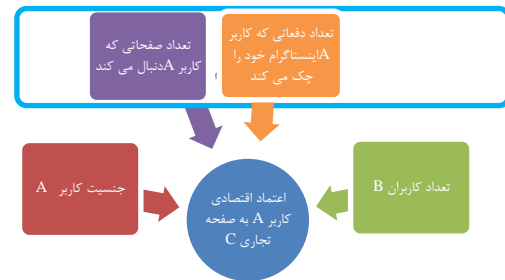 تعداد دفعاتی که کاربر
Aاینستاگرام خود را
چک می کند
تعداد صفحاتی که
کاربر Aدنبال می کند
تعداد کاربران B
جنسیت کاربر A
اعتماد اقتصادی
کاربر A به صفحه
تجاری C